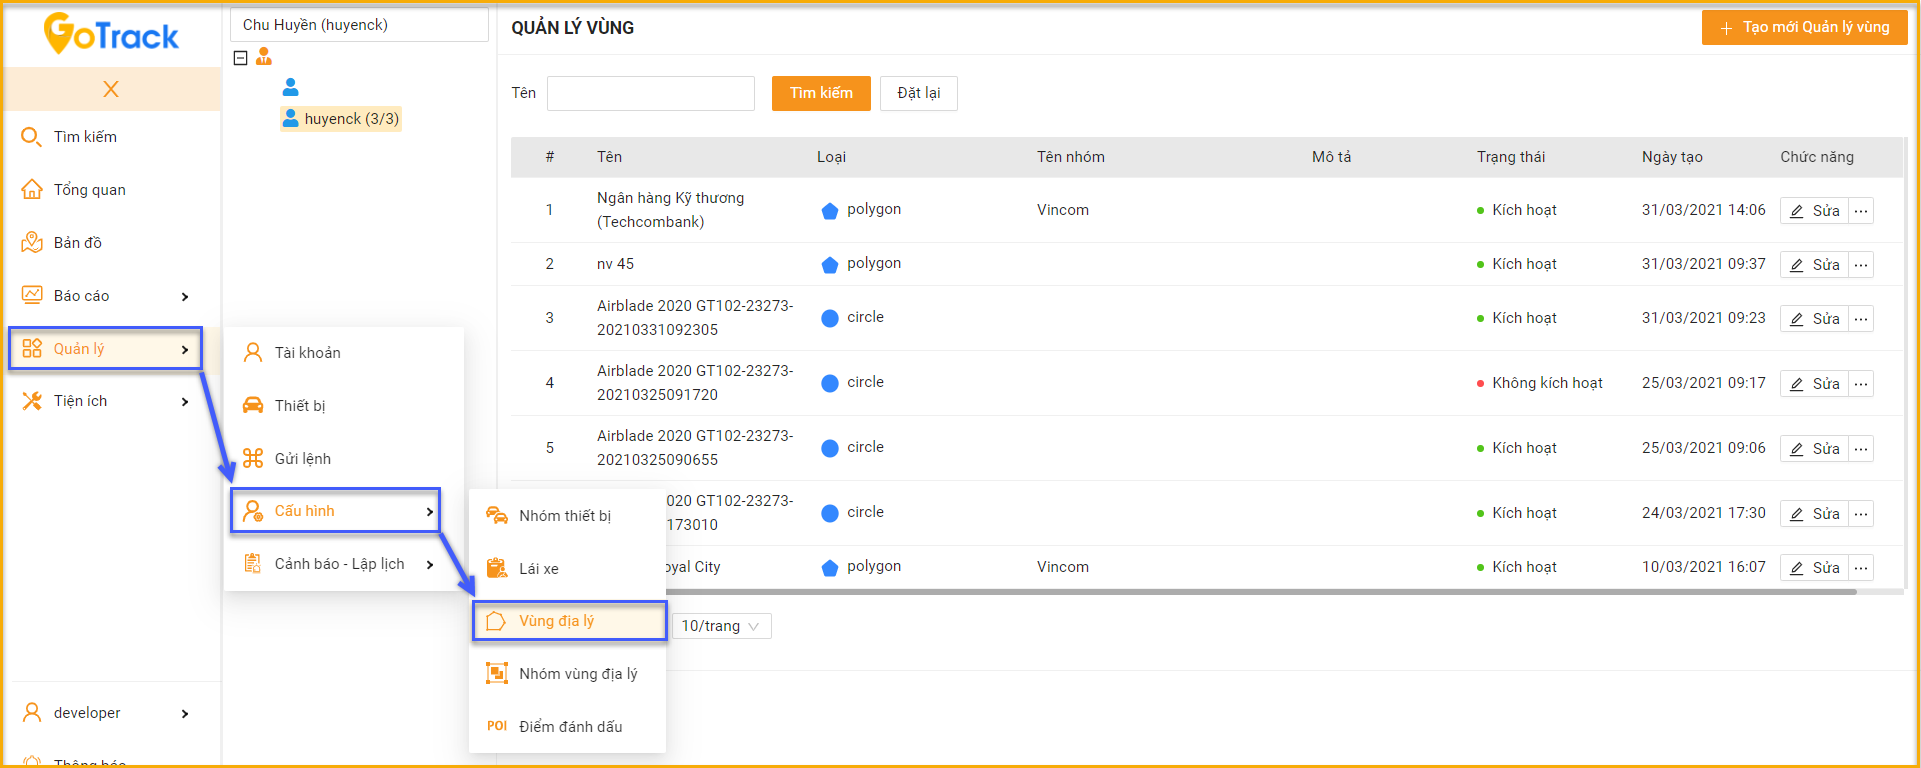 GoTrack
X
Tìm kiếm
Tổng quan
Bản đồ
Báo cáo
Quản lý
Tiện ích
developer
Chu Huyền (huyenck)
huyenck (3/3)
Tài khoản
Thiết bị
Gửi lệnh
Cấu hình
Cảnh báo - Lập lịch
Nhóm thiết bị
Lái xe
Vùng địa lý
Nhóm vùng địa lý
POI Điểm đánh dấu
QUẢN LÝ VÙNG
+ Tạo mới Quản lý vùng
Tên
Tìm kiếm
Đặt lại
# Tên Loại Tên nhóm Mô tả Trạng thái Ngày tạo Chức năng
1 Ngân hàng Kỹ thương (Techcombank) polygon Vincom Kích hoạt 31/03/2021 14:06 Sửa ...
2 nv 45 polygon Kích hoạt 31/03/2021 09:37 Sửa ...
3 Airblade 2020 GT102-23273-20210331092305 circle Kích hoạt 31/03/2021 09:23 Sửa ...
4 Airblade 2020 GT102-23273-20210325091720 circle Không kích hoạt 25/03/2021 09:17 Sửa ...
5 Airblade 2020 GT102-23273-20210325090655 circle Kích hoạt 25/03/2021 09:06 Sửa ...
020 GT102-23273-173010 circle Kích hoạt 24/03/2021 17:30 Sửa ...
oyal City polygon Vincom Kích hoạt 10/03/2021 16:07 Sửa ...
10/trang